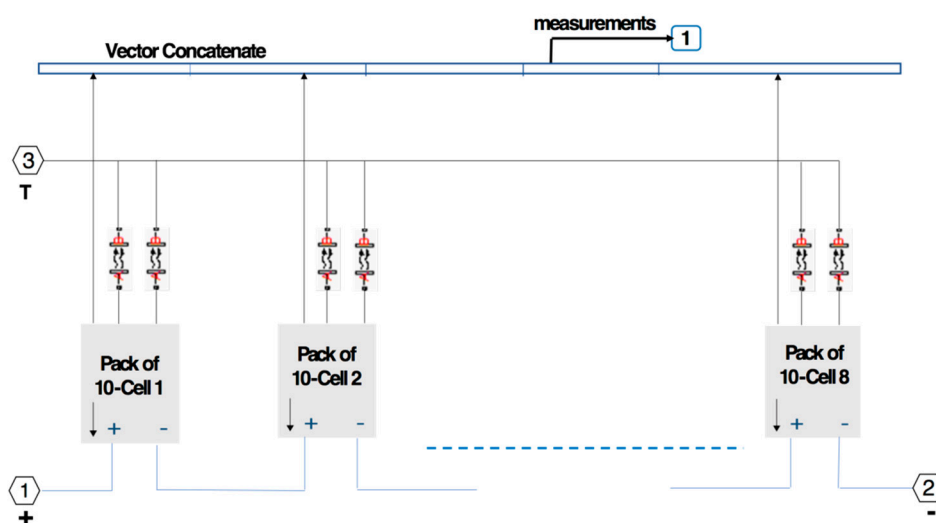 measurements
1
Vector Concatenate
3
T
Pack of
10-Cell 1
+ -
Pack of
10-Cell 2
+ -
Pack of
10-Cell 8
+ -
1
+
2
-